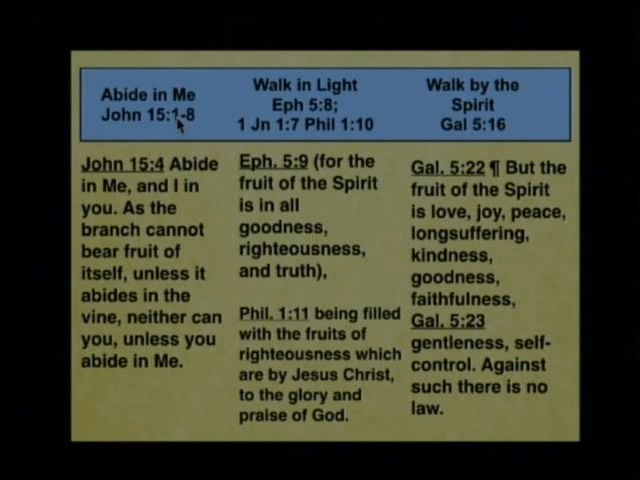 Abide in Me
John 15:1-8
Walk in Light
Eph 5:8;
1 Jn 1:7 Phil 1:10
Walk by the
Spirit
Gal 5:16
John 15:4 Abide
in Me, and I in
you. As the
branch cannot
bear fruit of
itself, unless it
abides in the
vine, neither can
you, unless you
abide in Me.
Eph. 5:9 (for the
fruit of the Spirit
is in all
goodness,
righteousness,
and truth),
Phil. 1:11 being filled
with the fruits of
righteousness which
are by Jesus Christ,
to the glory and
praise of God.
Gal. 5:22 ¶ But the
fruit of the Spirit
is love, joy, peace,
longsuffering,
kindness,
goodness,
faithfulness,
Gal. 5:23
gentleness, self-
control. Against
such there is no
law.